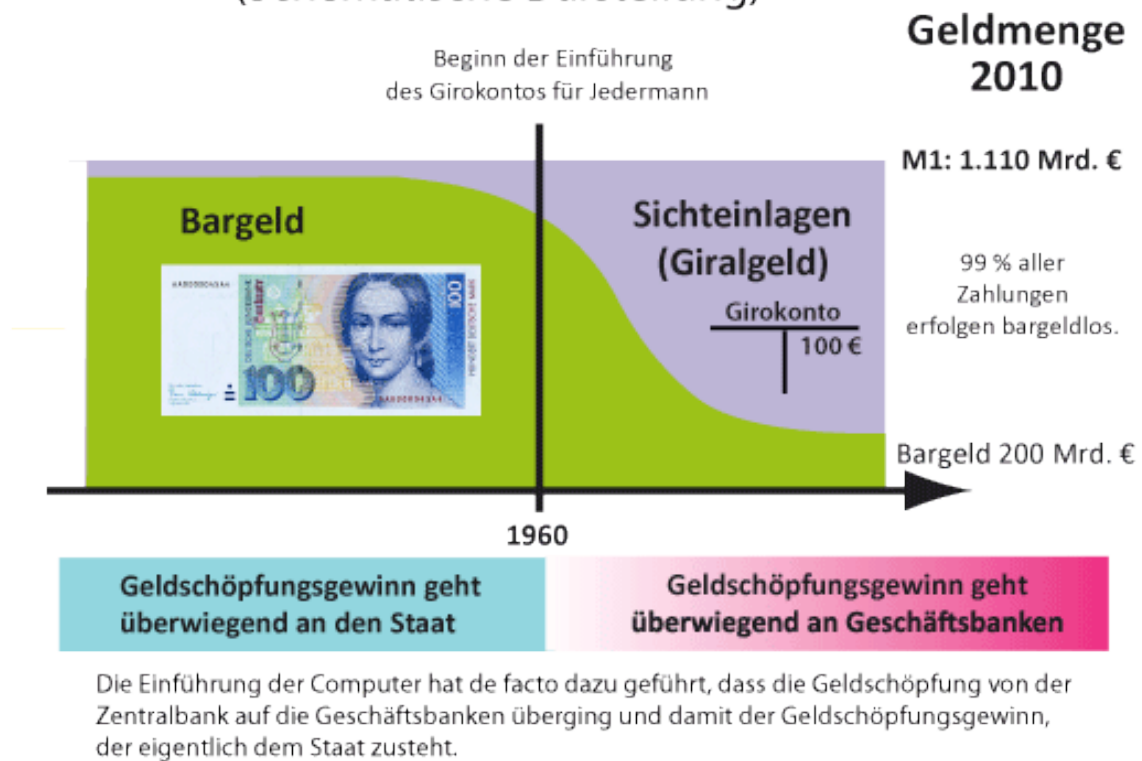 (Schematische Darstellung)
Geldmenge
2010
Beginn der Einführung
des Girokontos für Jedermann
M1: 1.110 Mrd. €
Bargeld
Sichteinlagen
(Giralgeld)
99 % aller
Zahlungen
erfolgen bargeldlos.
Girokonto
100 €
100
100
Bargeld 200 Mrd. €
1960
Geldschöpfungsgewinn geht
überwiegend an den Staat
Geldschöpfungsgewinn geht
überwiegend an Geschäftsbanken
Die Einführung der Computer hat de facto dazu geführt, dass die Geldschöpfung von der
Zentralbank auf die Geschäftsbanken überging und damit der Geldschöpfungsgewinn,
der eigentlich dem Staat zusteht.